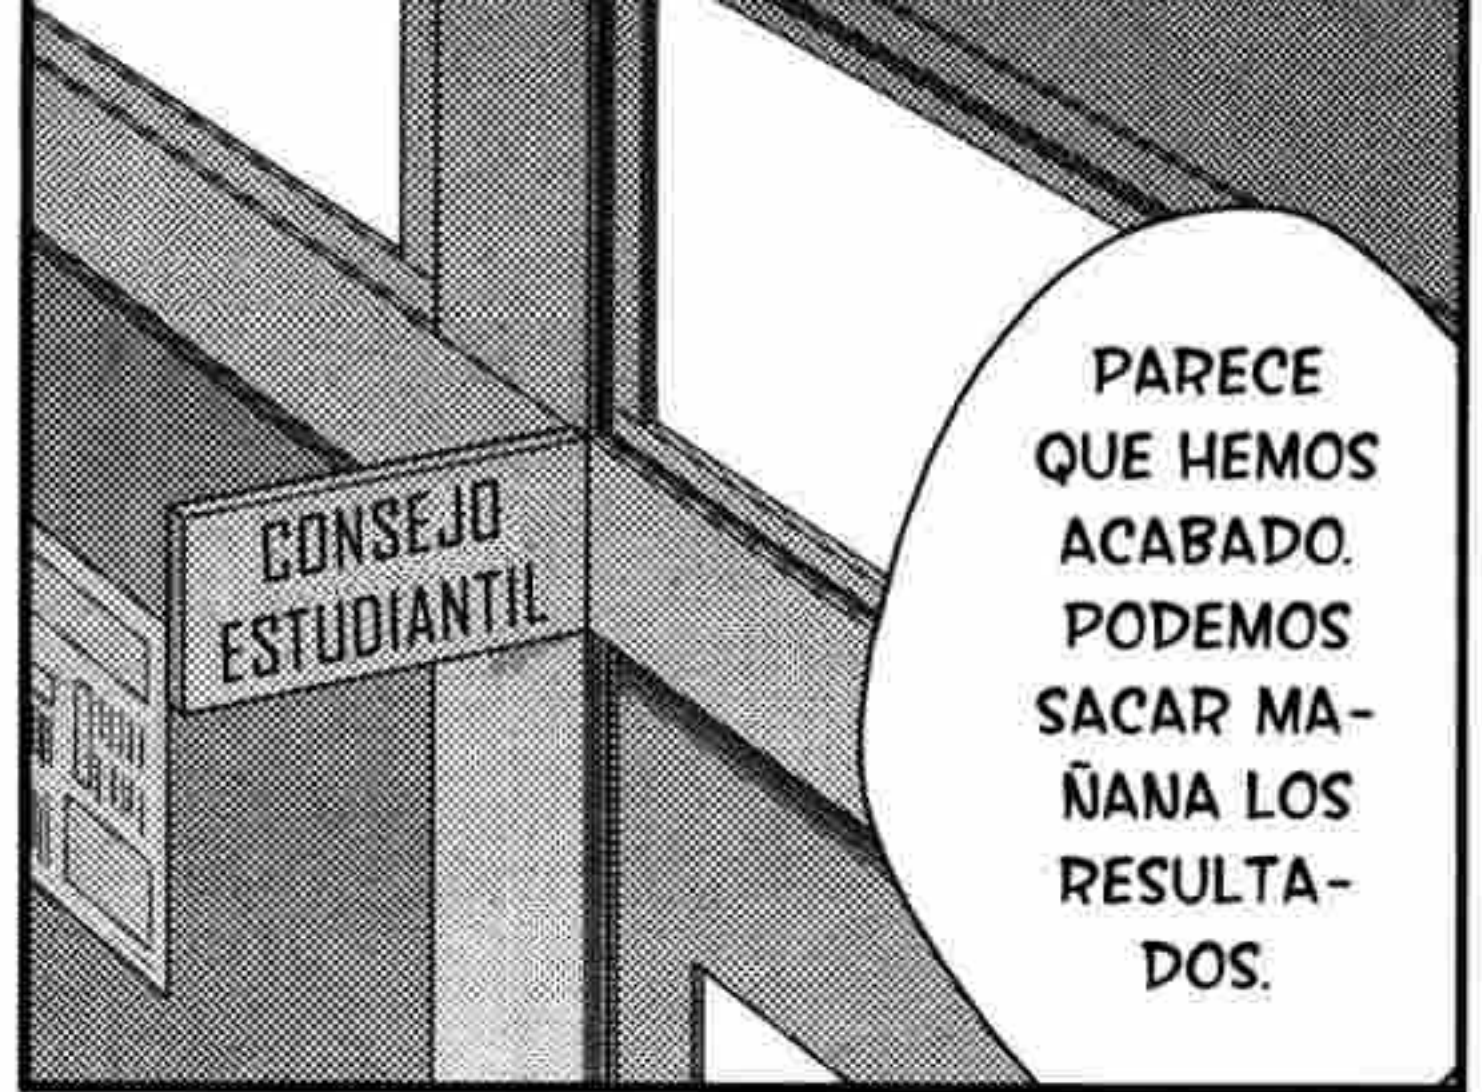 CONSEJO
ESTUDIANTIL
PARECE
QUE HEMOS
ACABADO.
PODEMOS
SACAR MA-
ÑANA LOS
RESULTA-
DOS.